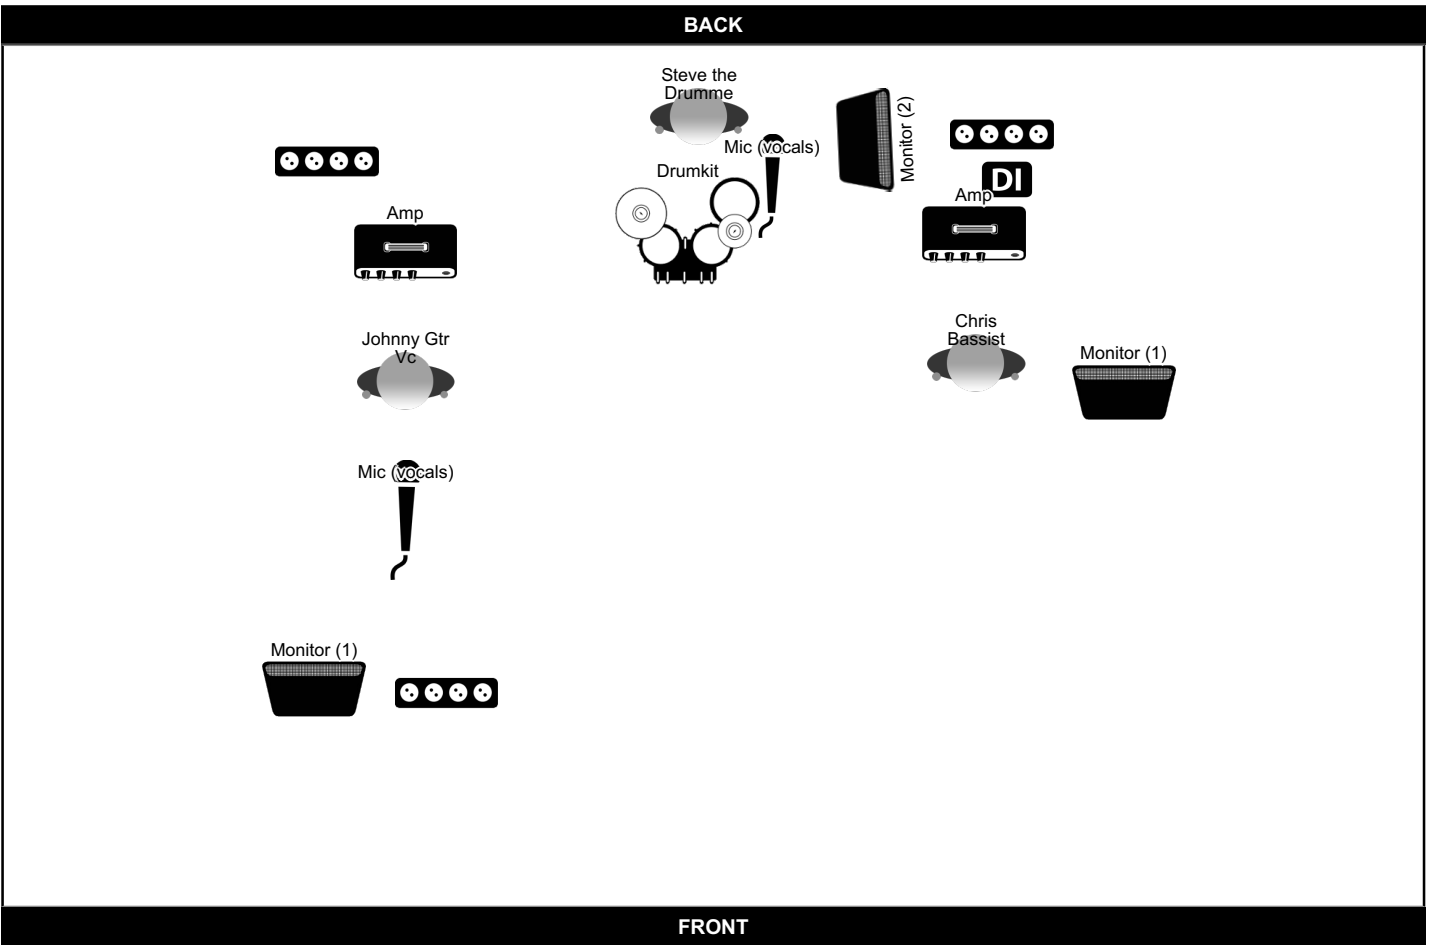 BACK
Steve the
Drumme
Mic (vocals)
Monitor (2)
Drumkit
DI
Amp
Amp
Johnny Gtr
Vc
Chris
Bassist
Monitor (1)
Mic (vocals)
Monitor (1)
FRONT